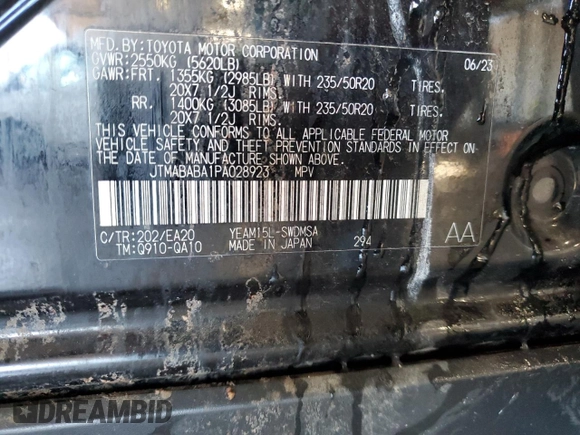 MFD.BY:TOYOTA MOTOR CORPORATION 06/23
GVWR:2550KG (5620LB)
GAWR:FRT. 1355KG (2985LB) WITH 235/50R20 TIRES.
20X7 1/2J RIMS.
RR. 1400KG (3085LB) WITH 235/50R20 TIRES.
20X7 1/2J RIMS.
THIS VEHICLE CONFORMS TO ALL APPLICABLE FEDERAL MOTOR
VEHICLE SAFETY AND THEFT PREVENTION STANDARDS IN EFFECT ON
THE DATE OF MANUFACTURE SHOWN ABOVE.
JTMABABA1PA028923 MPV
C/TR:202/EA20 YEAM15L-SWDMSA
TM:Q910-QA10 MADE IN JAPAN 294 AA
DREAMBID